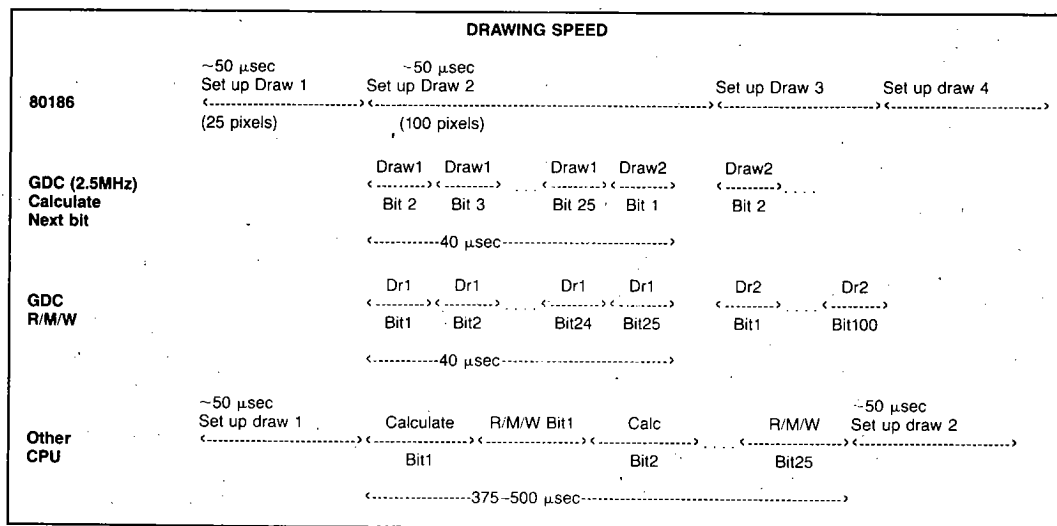 DRAWING SPEED
~50 μsec ~50 μsec
Set up Draw 1 Set up Draw 2 Set up Draw 3 Set up draw 4
80186
(25 pixels) (100 pixels)
Draw1 Draw1 Draw1 Draw2 Draw2
GDC (2.5MHz)
Calculate
Bit 2 Bit 3 Bit 25 Bit 1 Bit 2
Next bit
40 μsec
Dr1 Dr1 Dr1 Dr1 Dr2 Dr2
GDC
R/M/W
Bit1 Bit2 Bit24 Bit25 Bit1 Bit100
40 μsec
~50 μsec ~50 μsec
Set up draw 1 Calculate R/M/W Bit1 Calc R/M/W Set up draw 2
Other
CPU
Bit1 Bit2 Bit25
375–500 μsec